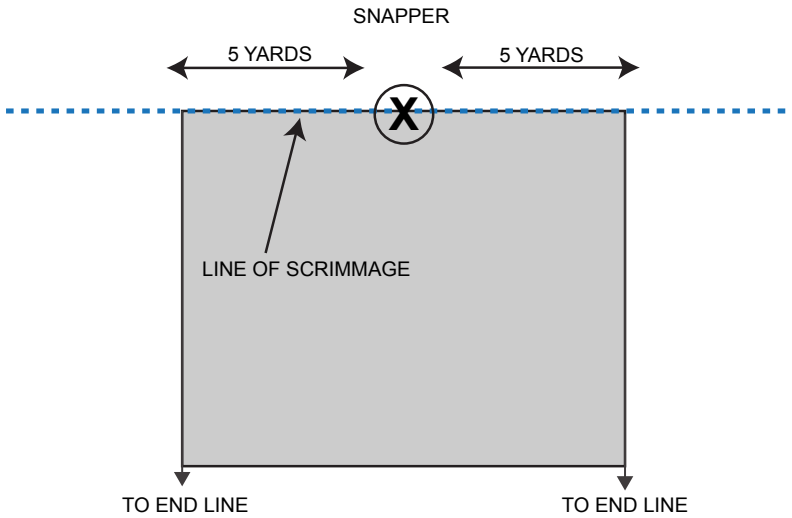 SNAPPER
5 YARDS
5 YARDS
X
LINE OF SCRIMMAGE
TO END LINE
TO END LINE